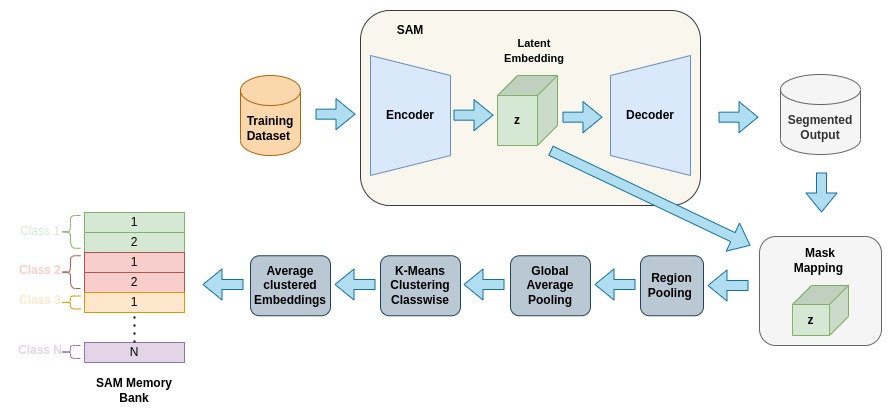 SAM
Latent
Embedding
Training
Dataset
Encoder
z
Decoder
Segmented
Output
Mask
Mapping
z
Region
Pooling
Global
Average
Pooling
K-Means
Clustering
Classwise
Average
clustered
Embeddings
Class 1
1
2
Class 2
1
2
Class 3
1
Class N
N
SAM Memory
Bank